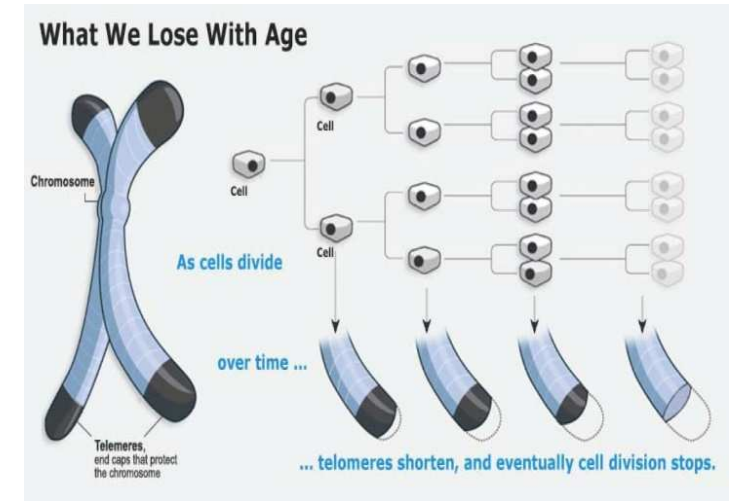 What We Lose With Age
Cell
Cell
Cell
Chromosome
As cells divide
over time ...
Telemeres,
end caps that protect
the chromosome
... telomeres shorten, and eventually cell division stops.